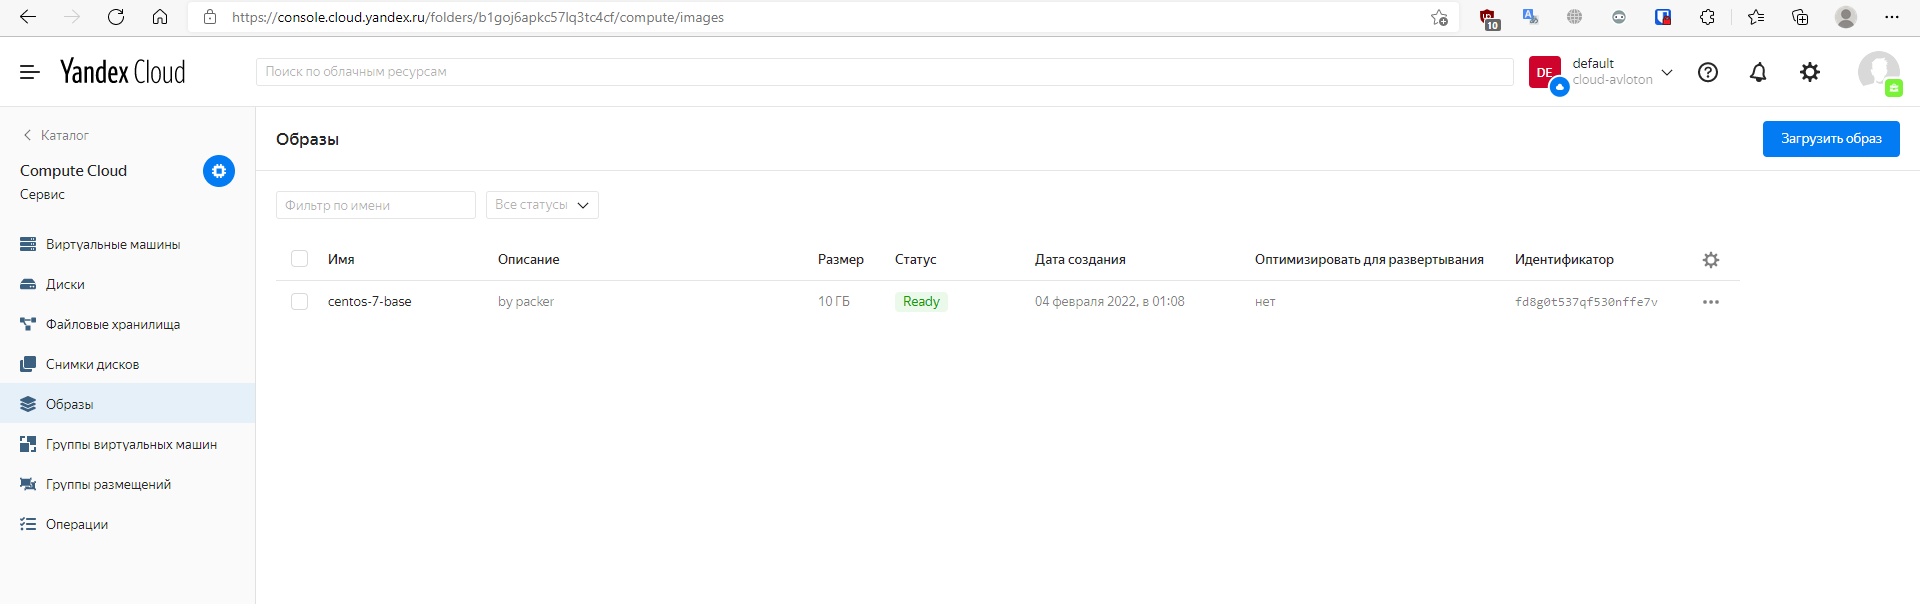 https://console.cloud.yandex.ru/folders/b1goj6apkc57lq3tc4cf/compute/images
10
Yandex Cloud
Поиск по облачным ресурсам
DE
default
cloud-avloton
Каталог
Compute Cloud
Сервис
Виртуальные машины
Диски
Файловые хранилища
Снимки дисков
Образы
Группы виртуальных машин
Группы размещений
Операции
Образы
Загрузить образ
Фильтр по имени
Все статусы
Имя Описание Размер Статус Дата создания Оптимизировать для развертывания Идентификатор
centos-7-base by packer 10 ГБ Ready 04 февраля 2022, в 01:08 нет fd8g0t537qf530nffe7v